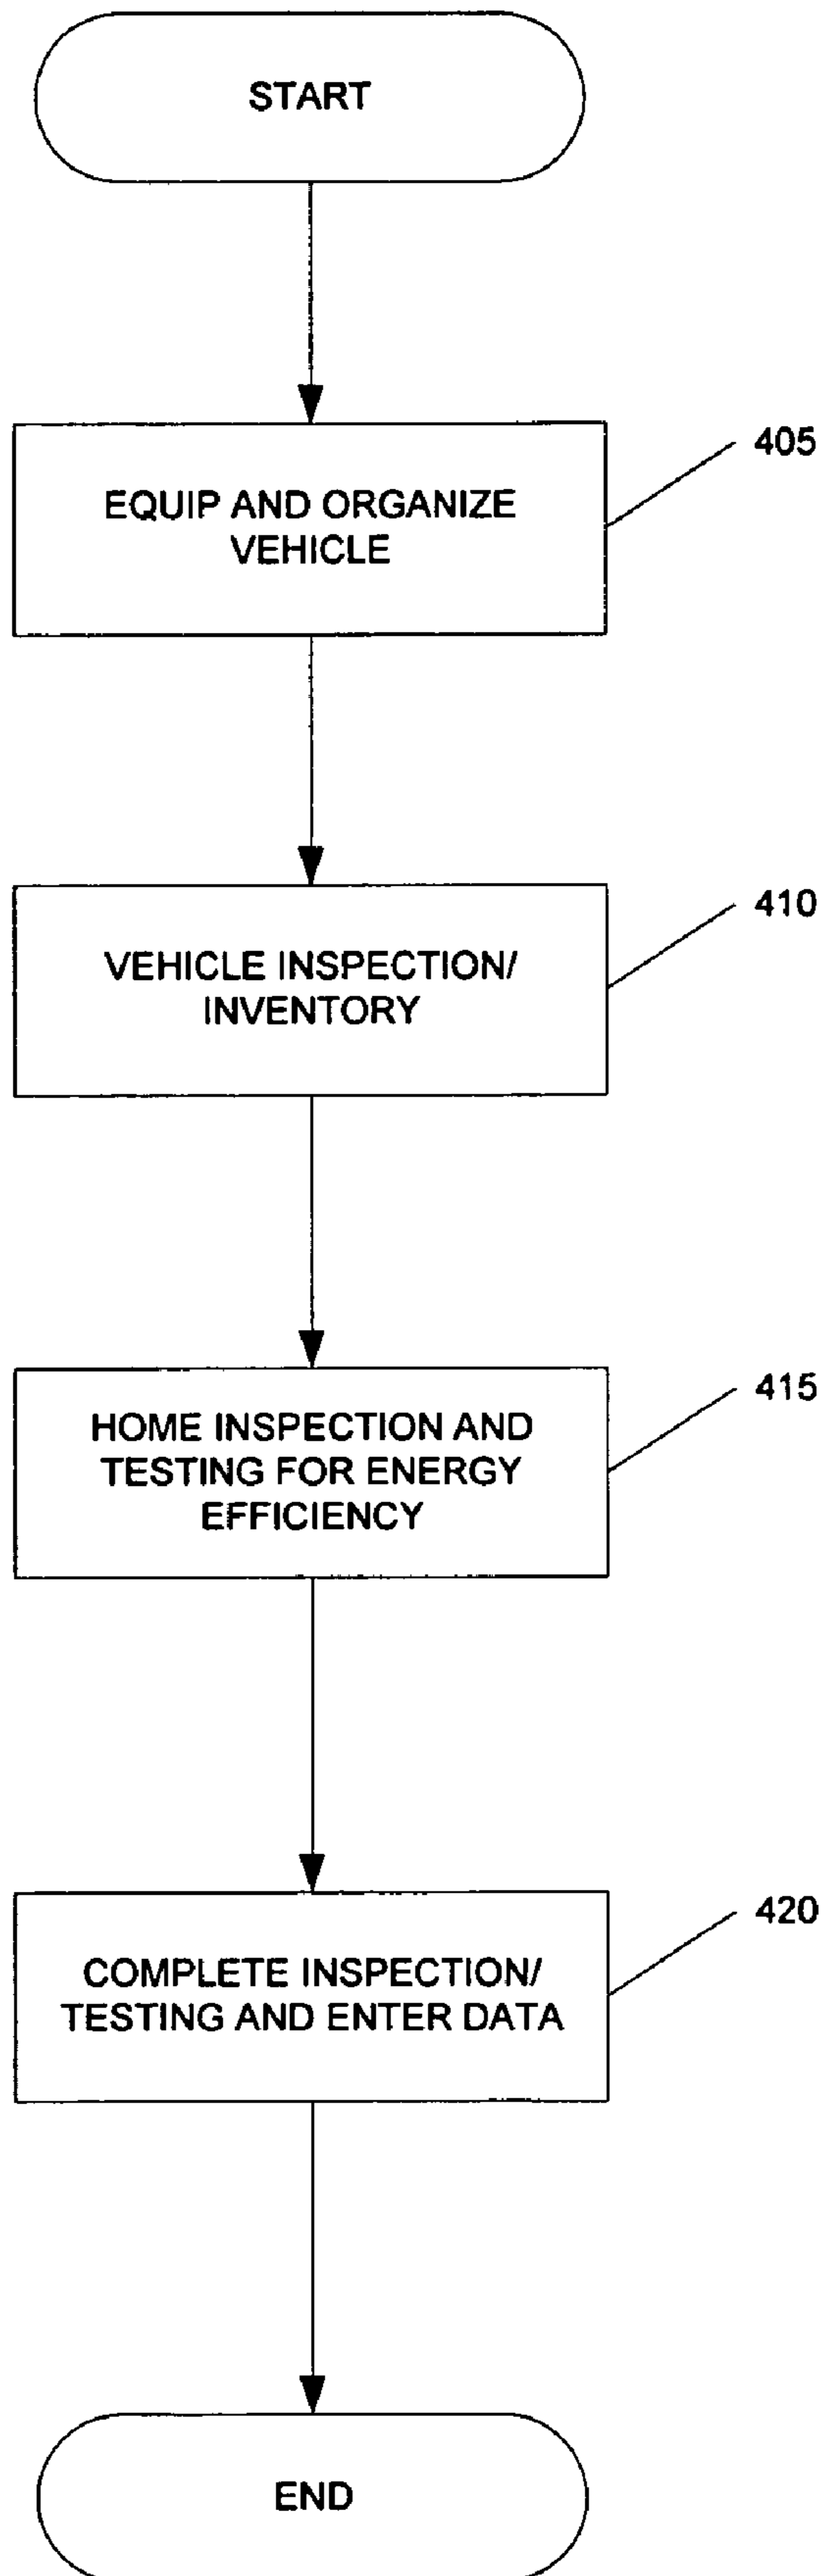 START
EQUIP AND ORGANIZE
VEHICLE
405
VEHICLE INSPECTION/
INVENTORY
410
HOME INSPECTION AND
TESTING FOR ENERGY
EFFICIENCY
415
COMPLETE INSPECTION/
TESTING AND ENTER DATA
420
END